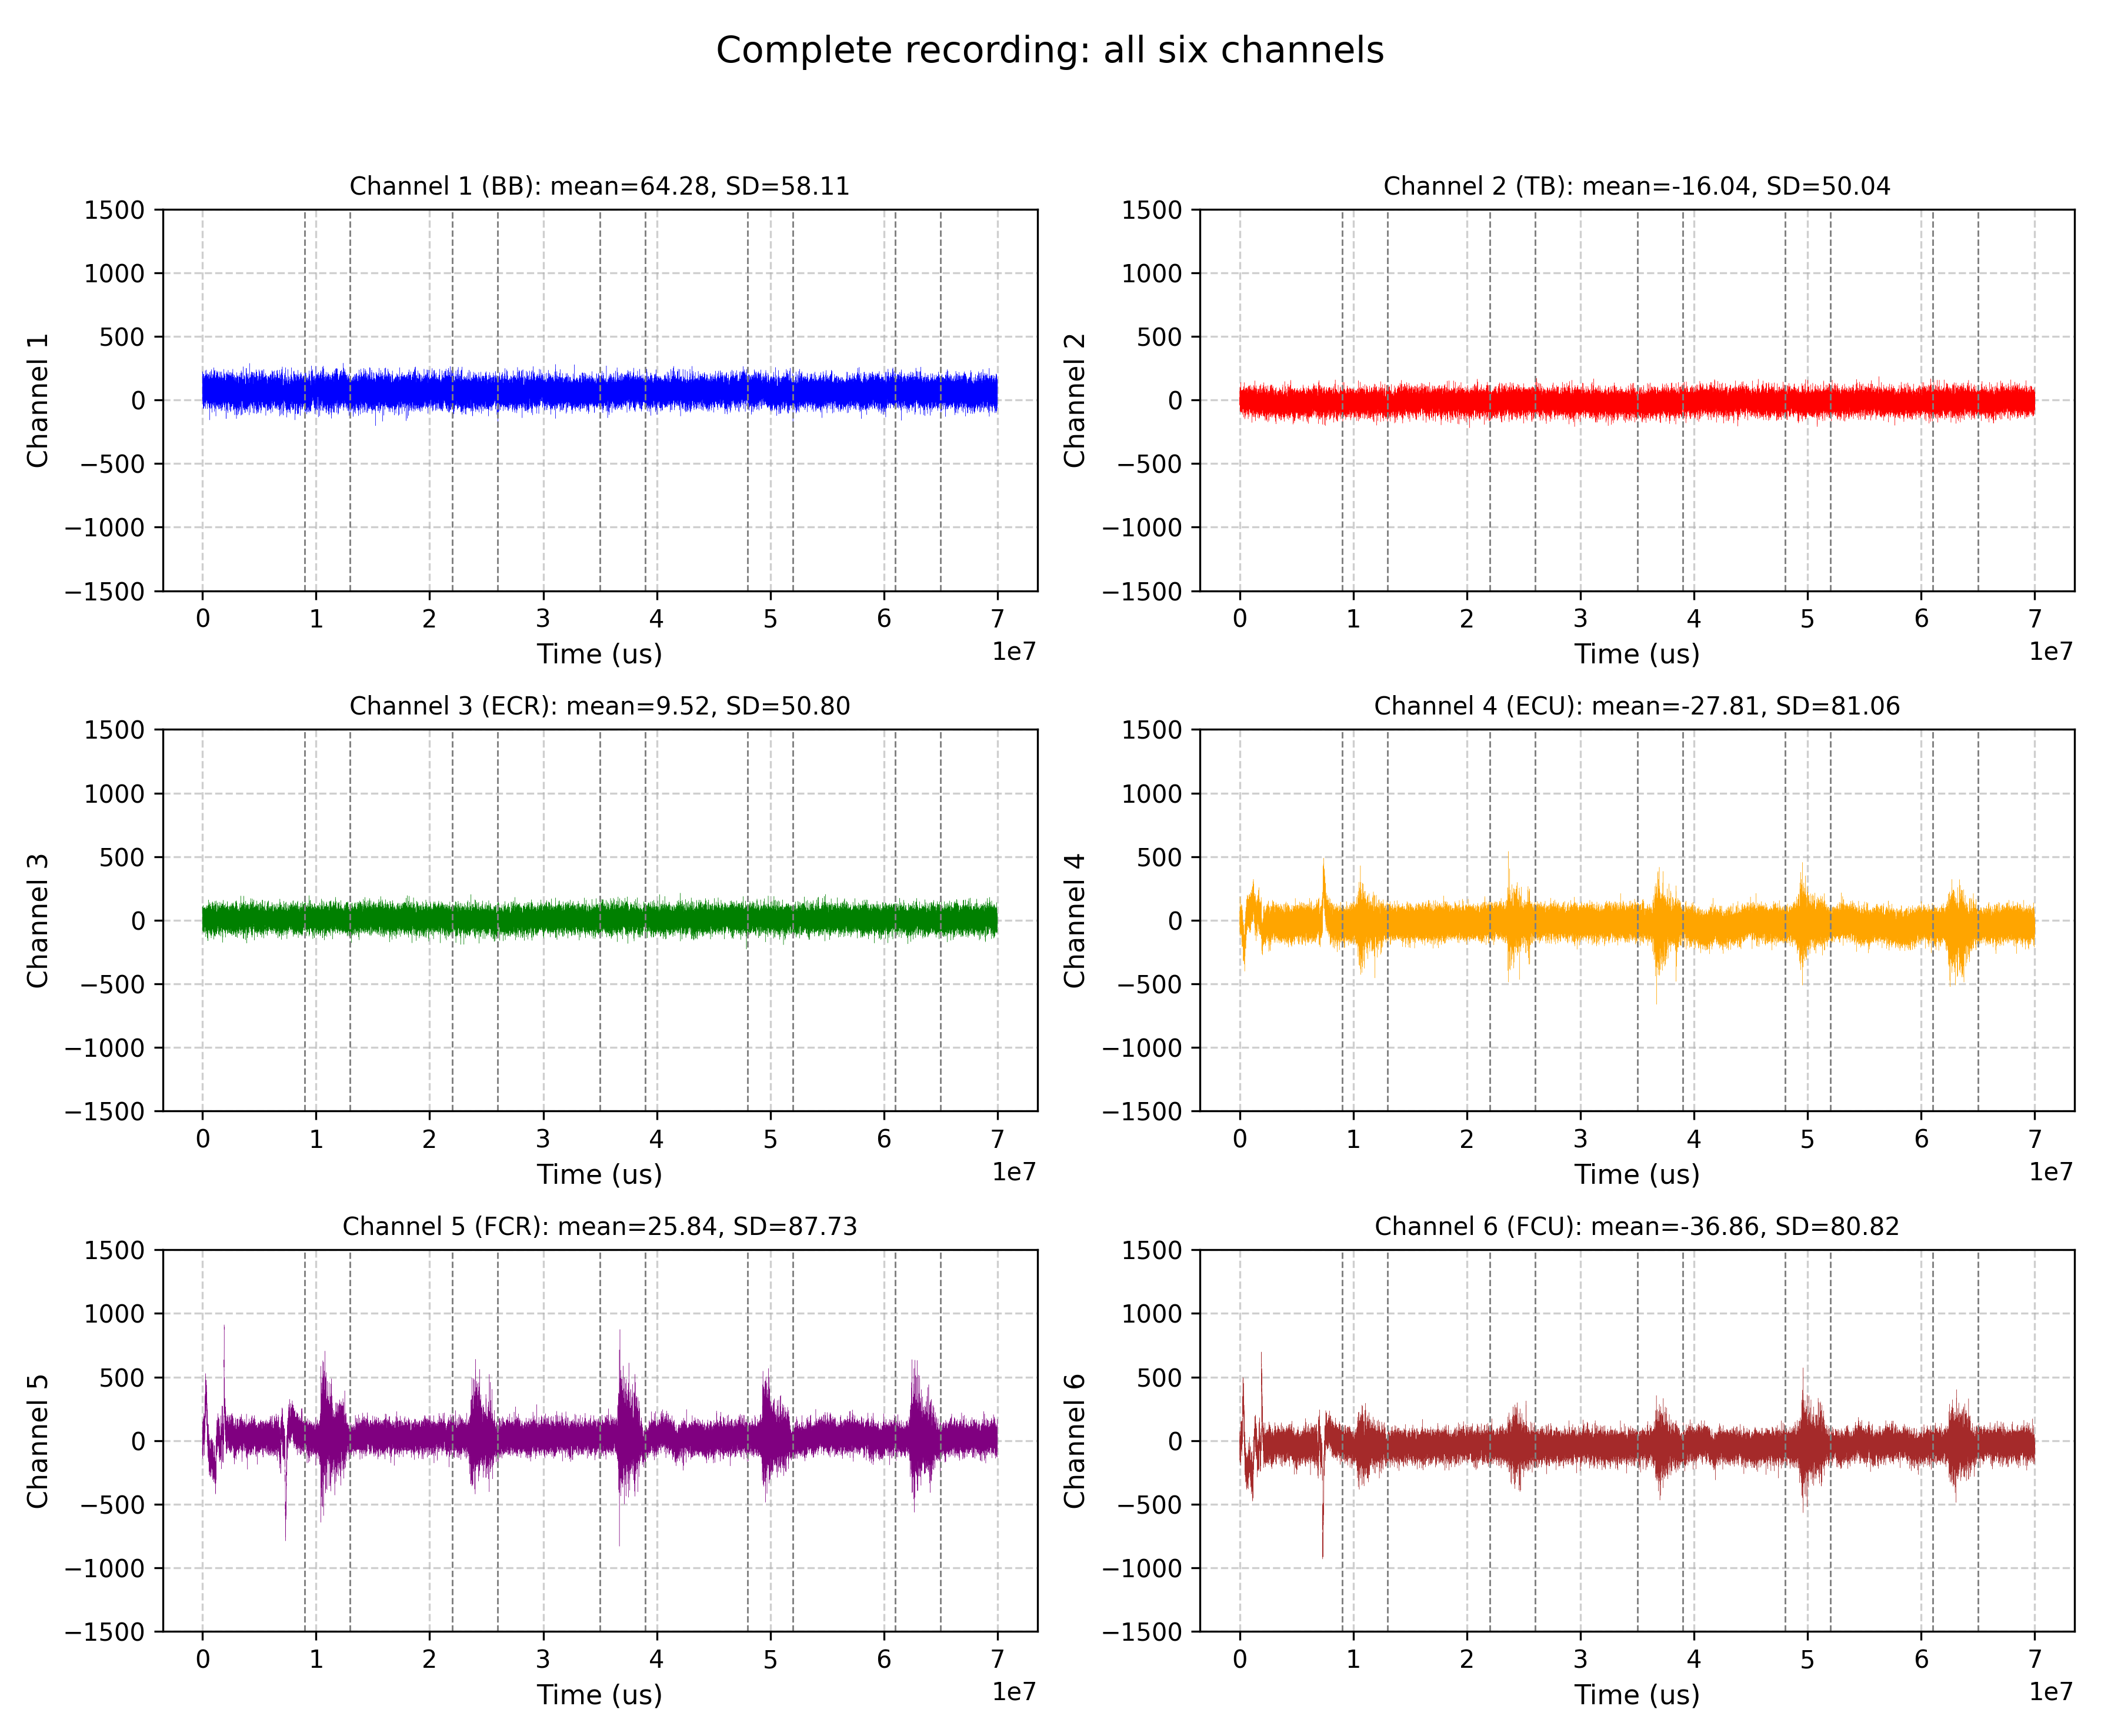 Complete recording: all six channels
Channel 1 (BB): mean=64.28, SD=58.11
Channel 1
1500
1000
500
0
−500
−1000
−1500
0 1 2 3 4 5 6 7
Time (us)
1e7
Channel 2 (TB): mean=-16.04, SD=50.04
Channel 2
1500
1000
500
0
−500
−1000
−1500
0 1 2 3 4 5 6 7
Time (us)
1e7
Channel 3 (ECR): mean=9.52, SD=50.80
Channel 3
1500
1000
500
0
−500
−1000
−1500
0 1 2 3 4 5 6 7
Time (us)
1e7
Channel 4 (ECU): mean=-27.81, SD=81.06
Channel 4
1500
1000
500
0
−500
−1000
−1500
0 1 2 3 4 5 6 7
Time (us)
1e7
Channel 5 (FCR): mean=25.84, SD=87.73
Channel 5
1500
1000
500
0
−500
−1000
−1500
0 1 2 3 4 5 6 7
Time (us)
1e7
Channel 6 (FCU): mean=-36.86, SD=80.82
Channel 6
1500
1000
500
0
−500
−1000
−1500
0 1 2 3 4 5 6 7
Time (us)
1e7